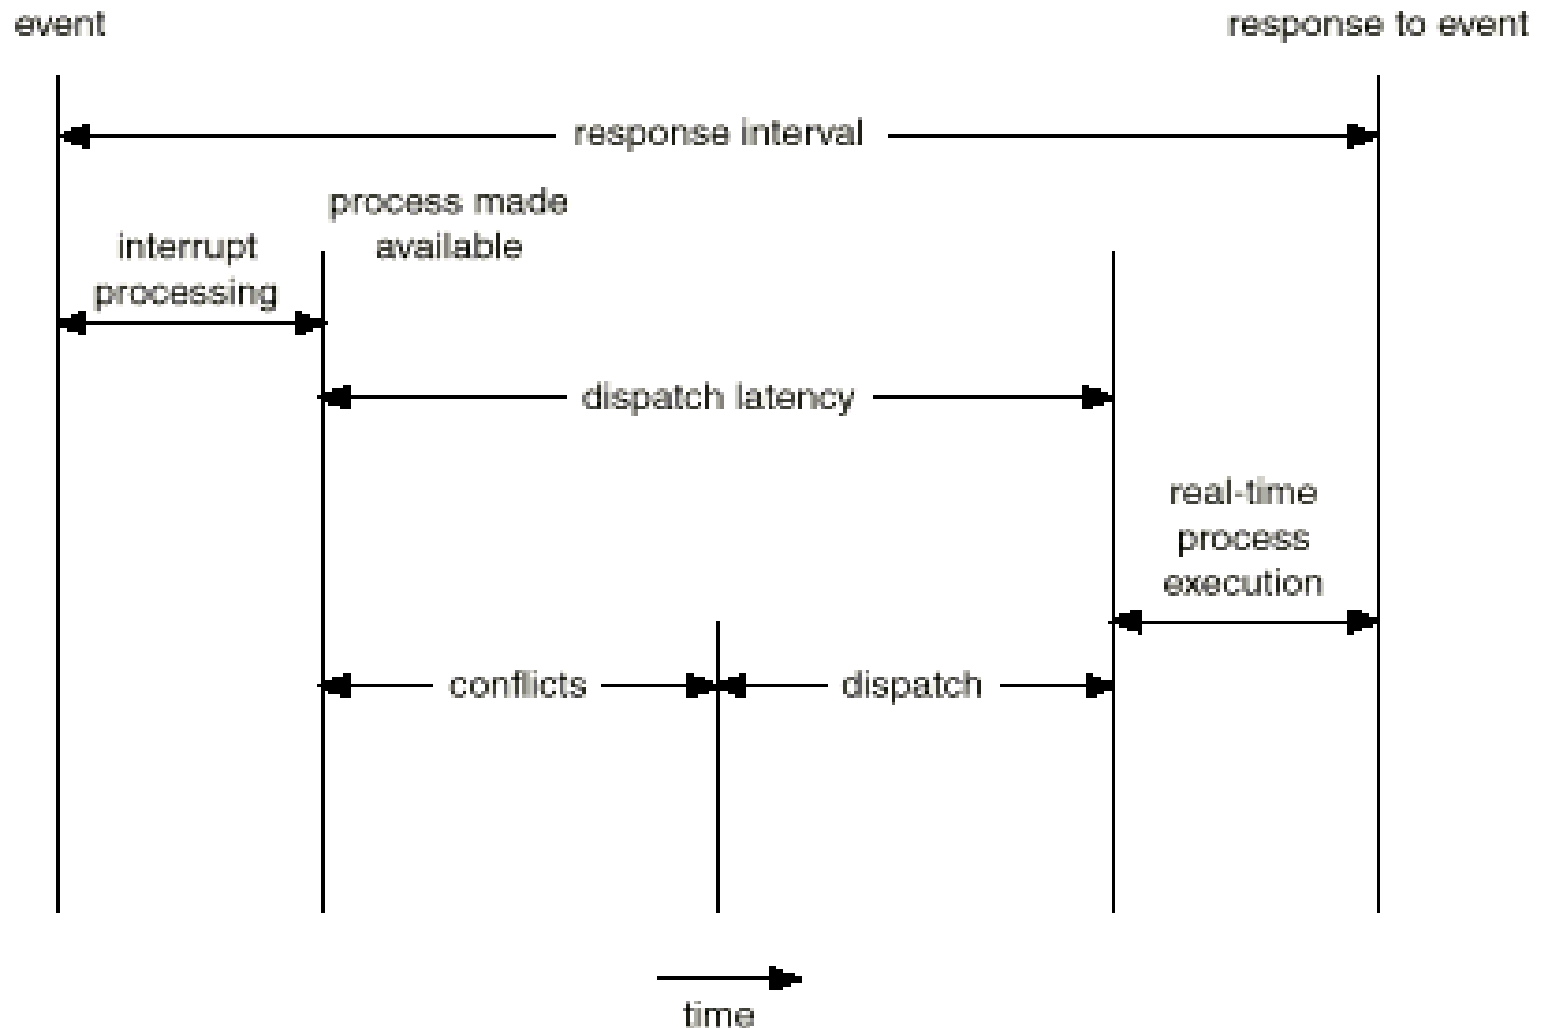 event
response to event
response interval
process made
available
interrupt
processing
dispatch latency
real-time
process
execution
conflicts
dispatch
time